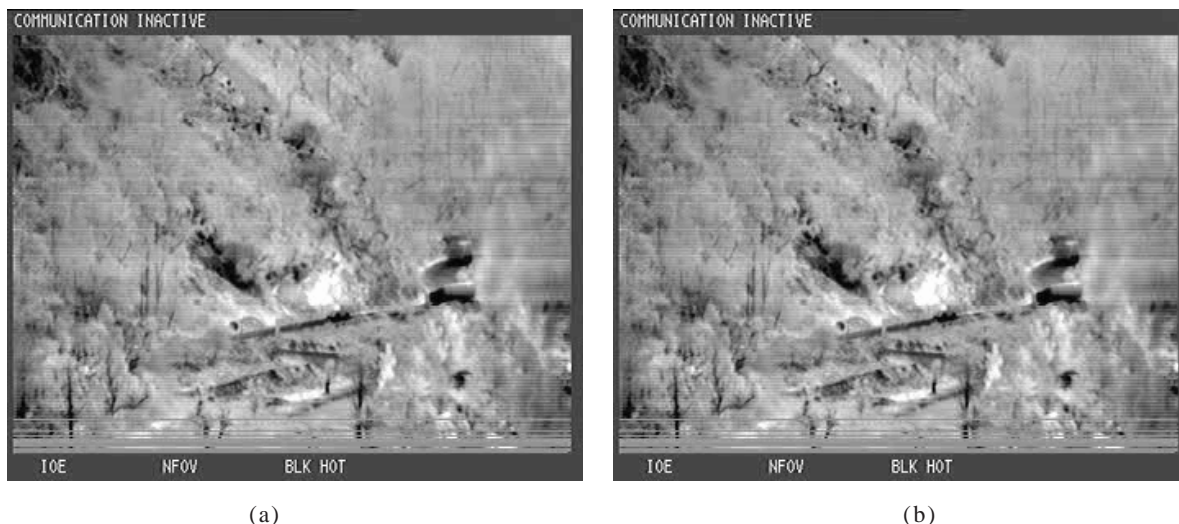 COMMUNICATION INACTIVE
IOE NFOV BLK HOT
(a)
COMMUNICATION INACTIVE
IOE NFOV BLK HOT
(b)